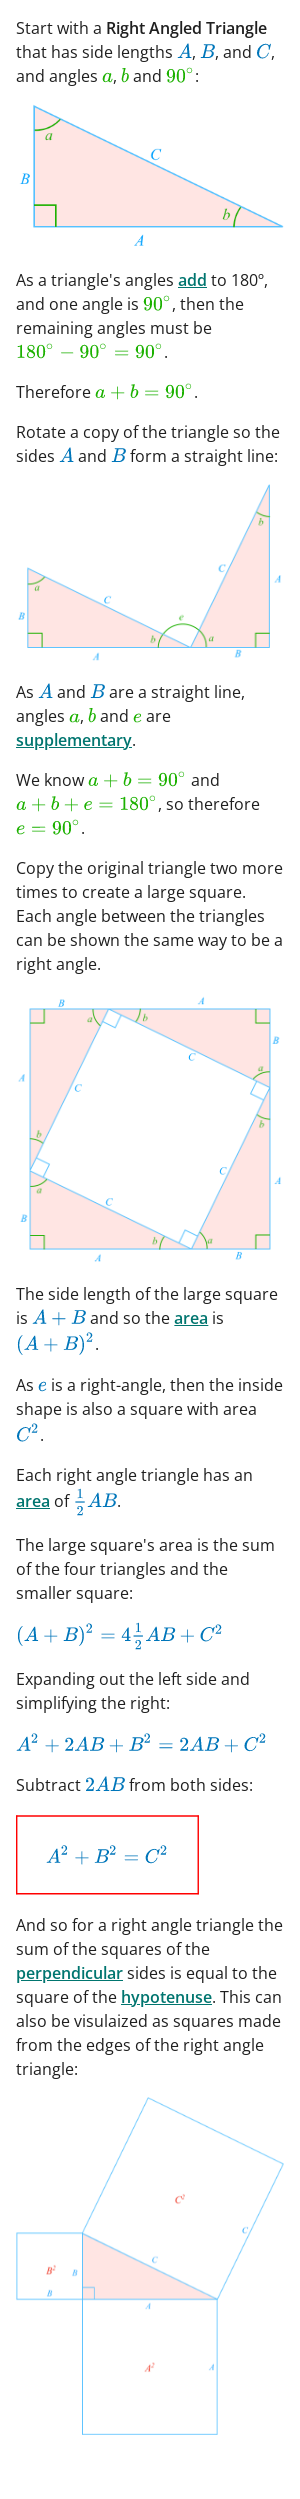 Start with a Right Angled Triangle
that has side lengths A, B, and C,
and angles a, b and 90°:
a
C
B
b
A
As a triangle's angles add to 180º,
and one angle is 90°, then the
remaining angles must be
180° − 90° = 90°.
Therefore a + b = 90°.
Rotate a copy of the triangle so the
sides A and B form a straight line:
b
C
A
a
C
B
e
b
a
A
B
As A and B are a straight line,
angles a, b and e are
supplementary.
We know a + b = 90° and
a + b + e = 180°, so therefore
e = 90°.
Copy the original triangle two more
times to create a large square.
Each angle between the triangles
can be shown the same way to be a
right angle.
B
A
a
b
B
C
a
A
C
b
b
C
A
a
C
B
b
a
A
B
The side length of the large square
is A + B and so the area is
(A + B)².
As e is a right-angle, then the inside
shape is also a square with area
C².
Each right angle triangle has an
area of ½AB.
The large square's area is the sum
of the four triangles and the
smaller square:
(A + B)² = 4½AB + C²
Expanding out the left side and
simplifying the right:
A² + 2AB + B² = 2AB + C²
Subtract 2AB from both sides:
A² + B² = C²
And so for a right angle triangle the
sum of the squares of the
perpendicular sides is equal to the
square of the hypotenuse. This can
also be visulaized as squares made
from the edges of the right angle
triangle:
C²
C
C
B²
B
B
A
A²
A